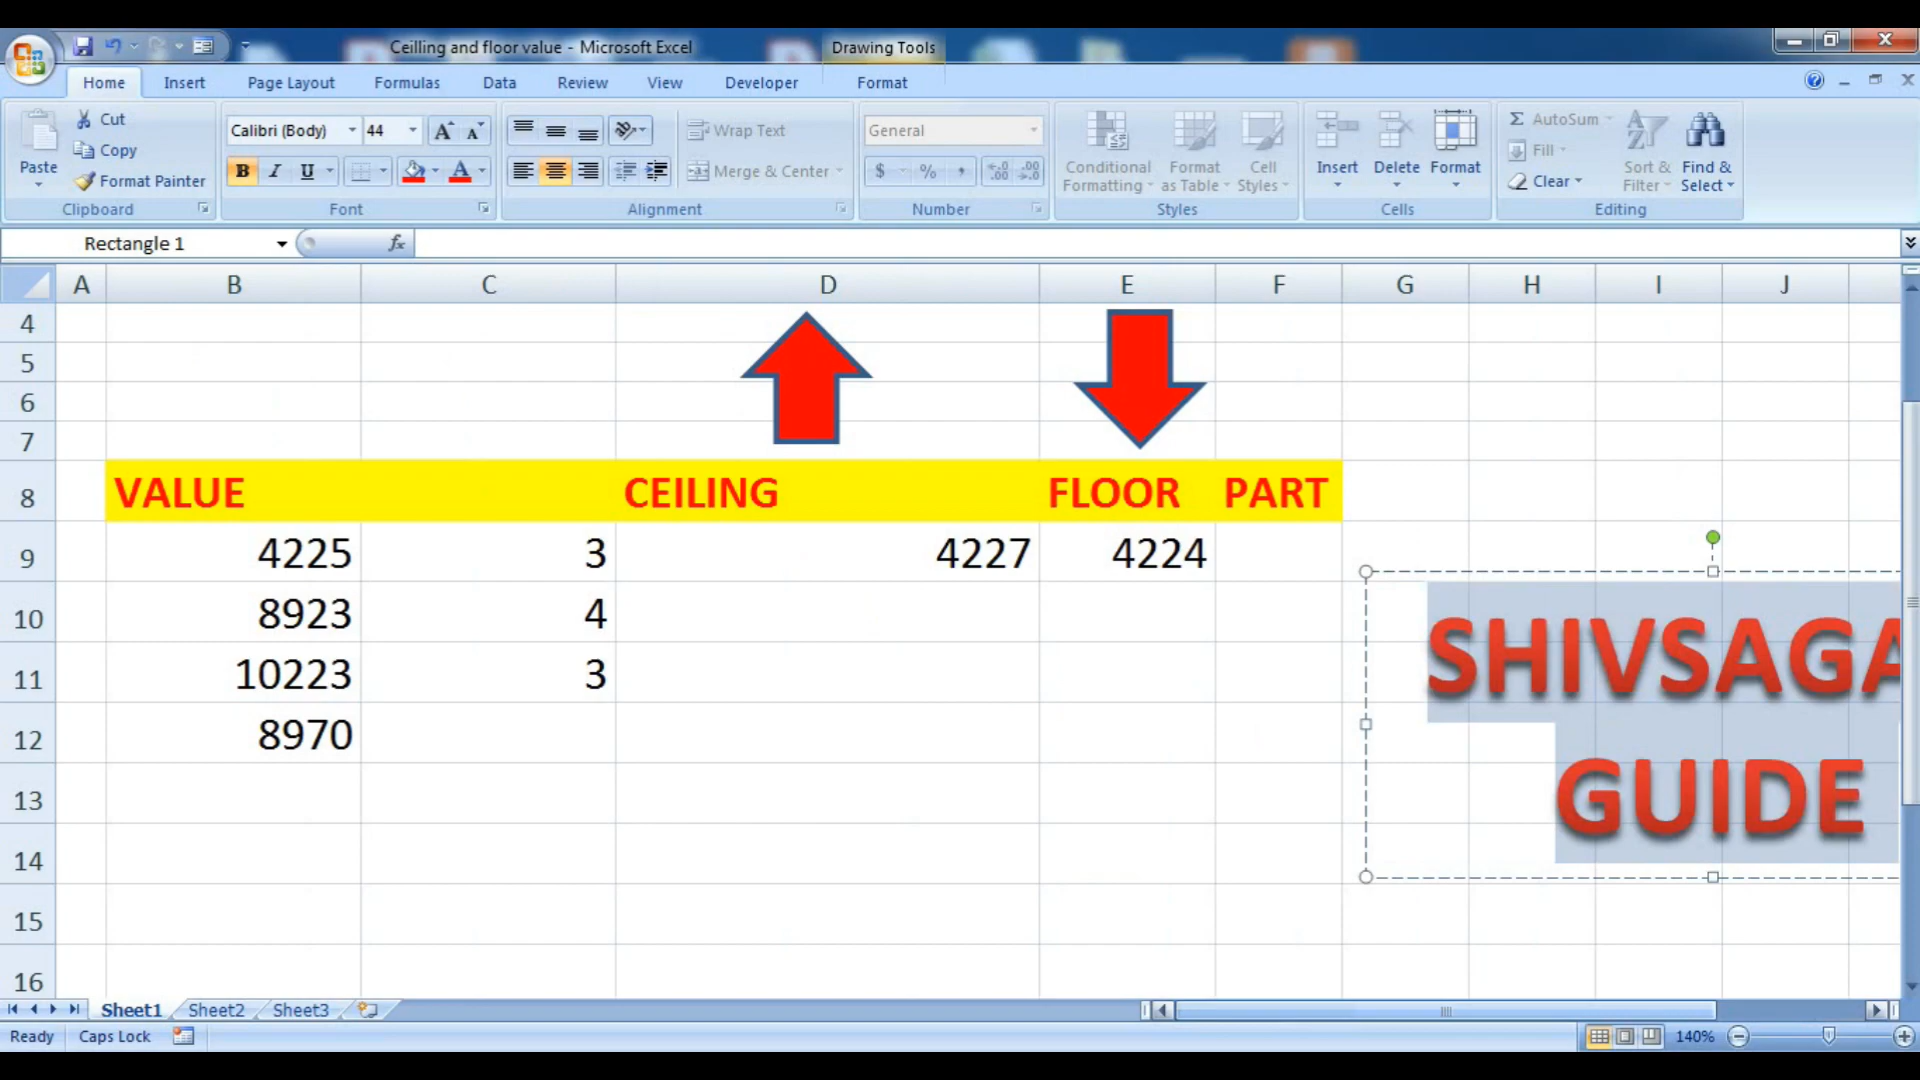 Ceilling and floor value - Microsoft Excel
Drawing Tools
Home Insert Page Layout Formulas Data Review View Developer Format
Paste
Cut
Copy
Format Painter
Clipboard
Calibri (Body) 44
B I U
Font
Wrap Text
Merge & Center
Alignment
General
$ % ,
Number
Conditional Formatting
Format as Table
Cell Styles
Styles
Insert Delete Format
Cells
AutoSum
Fill
Clear
Sort & Filter
Find & Select
Editing
Rectangle 1 fx
A B C D E F G H I J
4
5
6
7
8 VALUE CEILING FLOOR PART
9 4225 3 4227 4224
10 8923 4
11 10223 3
12 8970
13
14
15
16
SHIVSAGA
GUIDE
Sheet1 Sheet2 Sheet3
Ready Caps Lock 140%